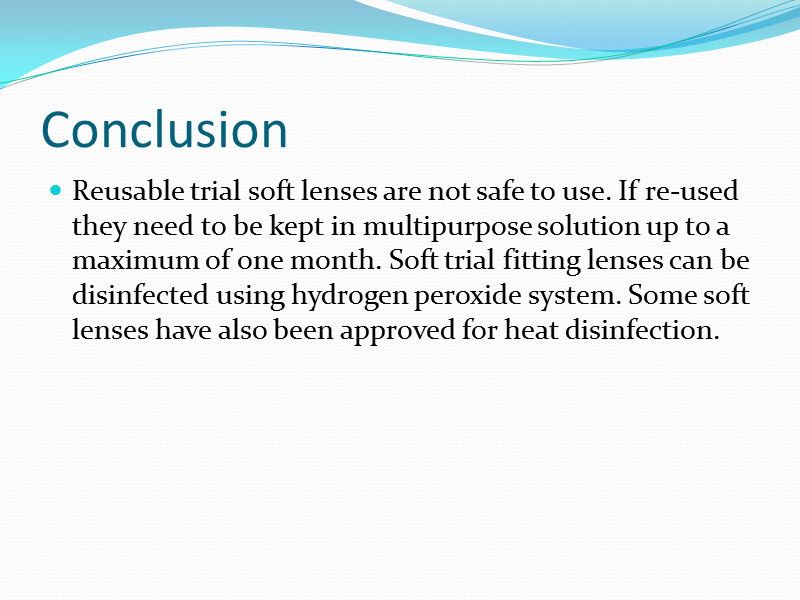 Conclusion
Reusable trial soft lenses are not safe to use. If re-used
they need to be kept in multipurpose solution up to a
maximum of one month. Soft trial fitting lenses can be
disinfected using hydrogen peroxide system. Some soft
lenses have also been approved for heat disinfection.